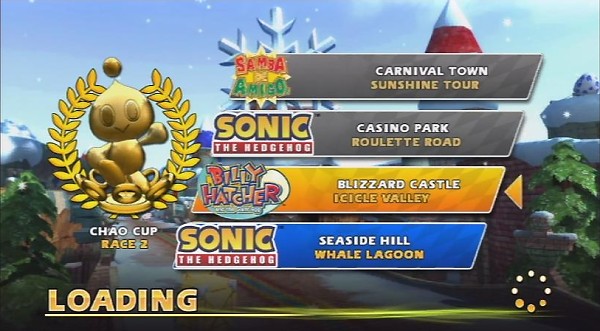 SAMBA DE AMIGO
CARNIVAL TOWN
SUNSHINE TOUR
SONIC
THE HEDGEHOG
CASINO PARK
ROULETTE ROAD
BILLY
HATCHER
BLIZZARD CASTLE
ICICLE VALLEY
CHAO CUP
RACE 2
SONIC
THE HEDGEHOG
SEASIDE HILL
WHALE LAGOON
LOADING